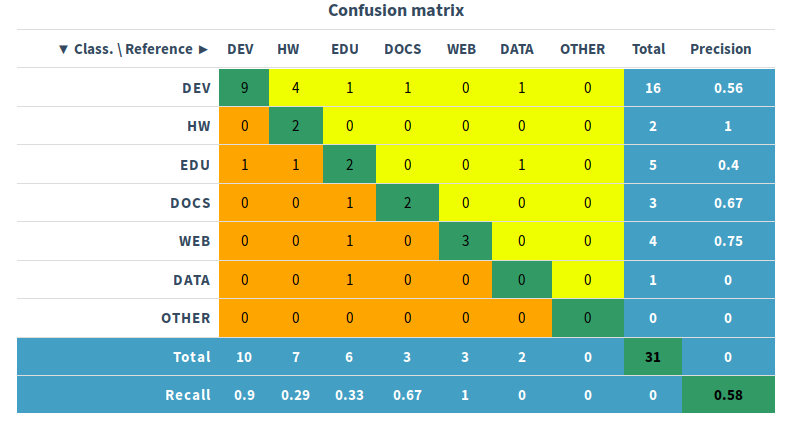 Confusion matrix
▼ Class. \ Reference ► DEV HW EDU DOCS WEB DATA OTHER Total Precision
DEV 9 4 1 1 0 1 0 16 0.56
HW 0 2 0 0 0 0 0 2 1
EDU 1 1 2 0 0 1 0 5 0.4
DOCS 0 0 1 2 0 0 0 3 0.67
WEB 0 0 1 0 3 0 0 4 0.75
DATA 0 0 1 0 0 0 0 1 0
OTHER 0 0 0 0 0 0 0 0 0
Total 10 7 6 3 3 2 0 31 0
Recall 0.9 0.29 0.33 0.67 1 0 0 0 0.58